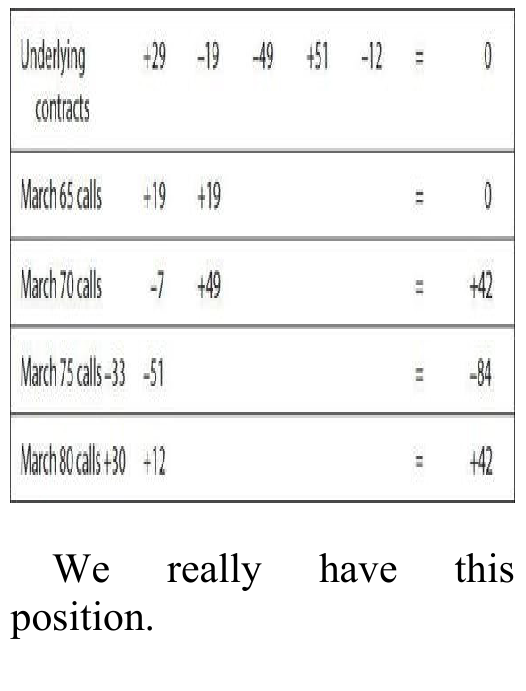 Underlying +29 –19 –49 +51 –12 = 0
contracts
March 65 calls +19 +19 = 0
March 70 calls –7 +49 = +42
March 75 calls –33 –51 = –84
March 80 calls +30 +12 = +42
We really have this
position.